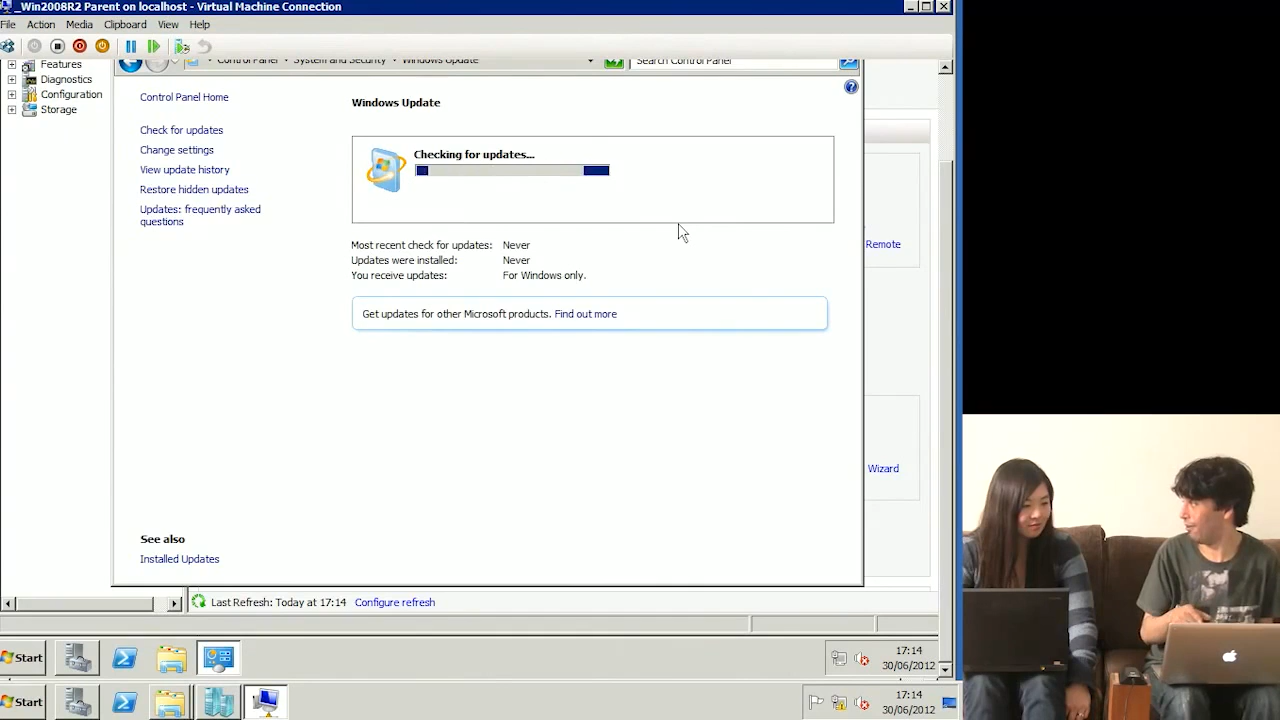 _Win2008R2 Parent on localhost - Virtual Machine Connection
File Action Media Clipboard View Help
Control Panel System and Security Windows Update Search Control Panel
Features
Diagnostics
Configuration
Storage
Control Panel Home
Check for updates
Change settings
View update history
Restore hidden updates
Updates: frequently asked
questions
Windows Update
Checking for updates...
Most recent check for updates: Never
Updates were installed: Never
You receive updates: For Windows only.
Get updates for other Microsoft products. Find out more
Remote
Wizard
See also
Installed Updates
Last Refresh: Today at 17:14 Configure refresh
Start
17:14
30/06/2012
Start
17:14
30/06/2012